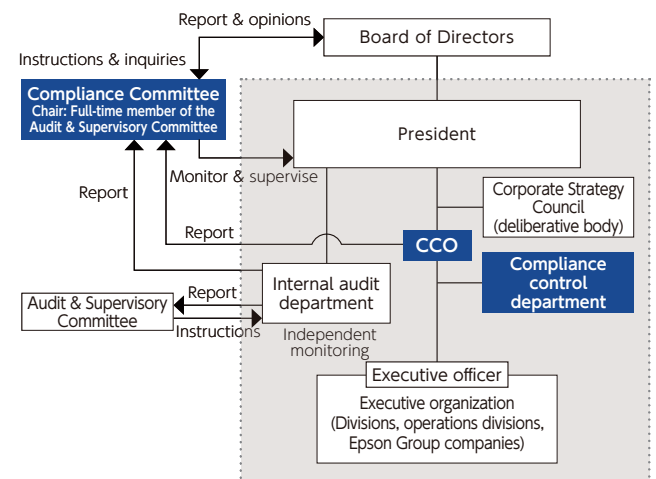 Report & opinions
Board of Directors
Instructions & inquiries
Compliance Committee
Chair: Full-time member of the
Audit & Supervisory Committee
President
Monitor & supervise
Report
Corporate Strategy
Council
(deliberative body)
Report
CCO
Compliance
control
department
Internal audit
department
Report
Audit & Supervisory
Committee
Instructions
Independent
monitoring
Executive officer
Executive organization
(Divisions, operations divisions,
Epson Group companies)